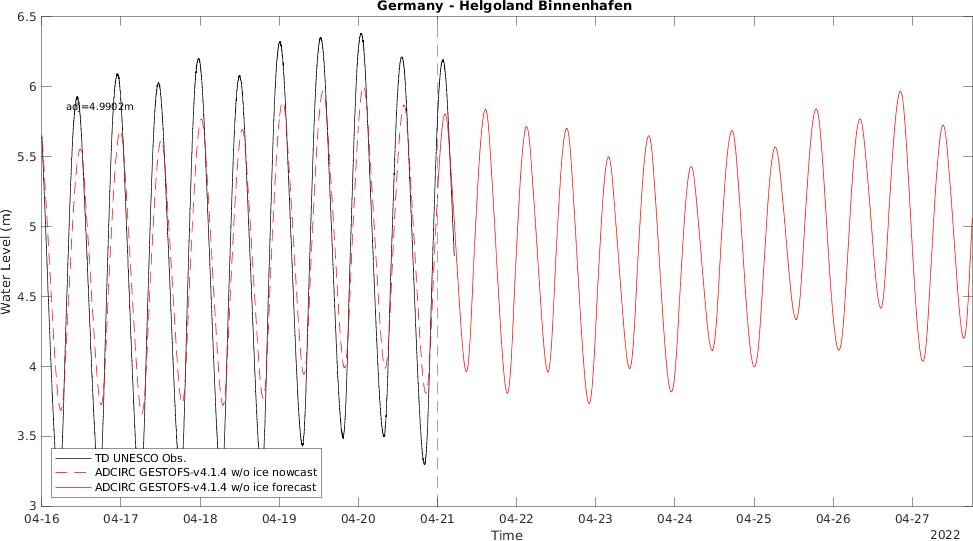 Germany - Helgoland Binnenhafen
6.5
6
5.5
5
4.5
4
3.5
3
Water Level (m)
adj=4.9902m
TD UNESCO Obs.
ADCIRC GESTOFS-v4.1.4 w/o ice nowcast
ADCIRC GESTOFS-v4.1.4 w/o ice forecast
04-16 04-17 04-18 04-19 04-20 04-21 04-22 04-23 04-24 04-25 04-26 04-27
Time
2022